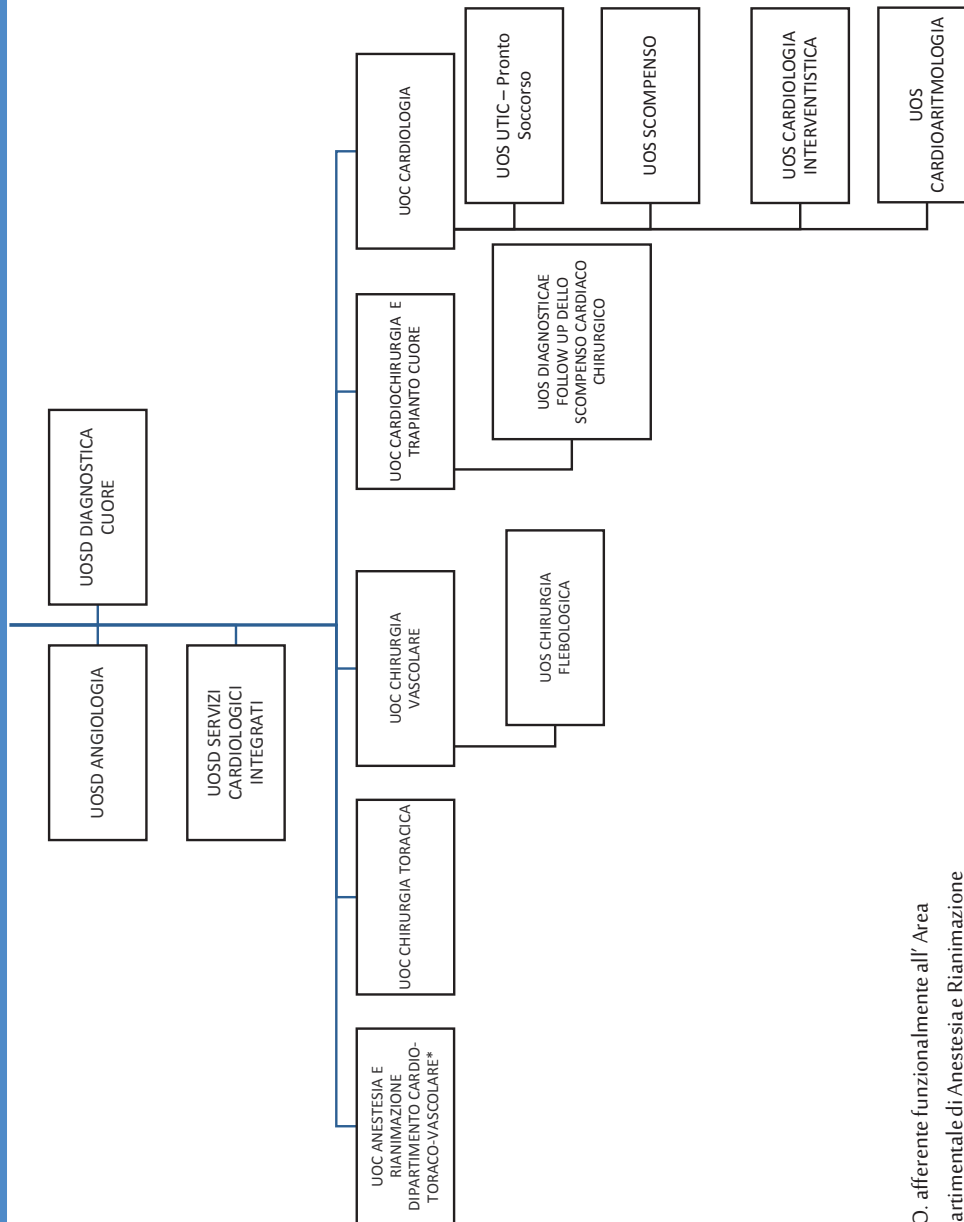 UOSD ANGIOLOGIA
UOSD DIAGNOSTICA
CUORE
UOSD SERVIZI
CARDIOLOGICI
INTEGRATI
UOC ANESTESIA E
RIANIMAZIONE
DIPARTIMENTO CARDIO-
TORACO-VASCOLARE*
UOC CHIRURGIA TORACICA
UOC CHIRURGIA
VASCOLARE
UOC CARDIOCHIRURGIA E
TRAPIANTO CUORE
UOC CARDIOLOGIA
UOS CHIRURGIA
FLEBOLOGICA
UOS DIAGNOSTICAE
FOLLOW UP DELLO
SCOMPENSO CARDIACO
CHIRURGICO
UOS UTIC – Pronto
Soccorso
UOS SCOMPENSO
UOS CARDIOLOGIA
INTERVENTISTICA
UOS
CARDIOARITMOLOGIA
O. afferente funzionalmente all' Area
artimentale di Anestesia e Rianimazione